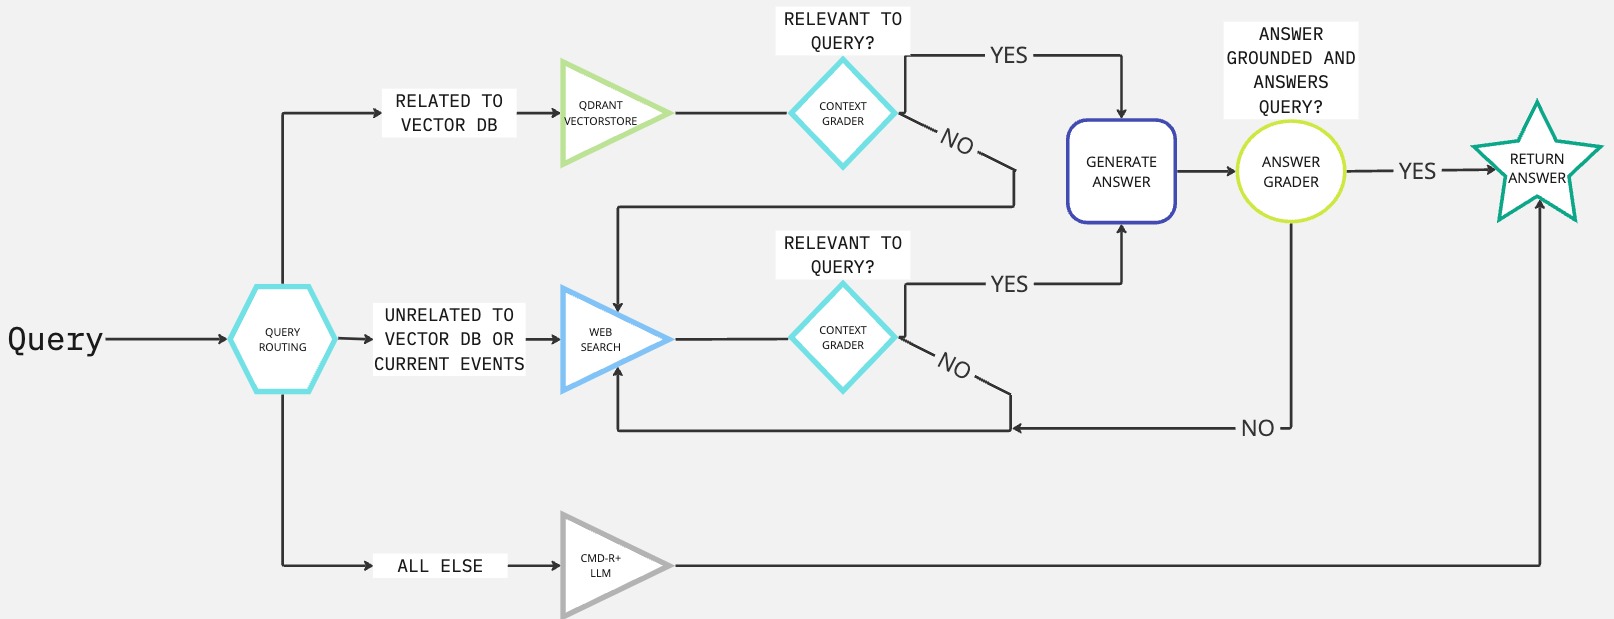 RELEVANT TO
QUERY?
YES
ANSWER
GROUNDED AND
ANSWERS
QUERY?
RELATED TO
VECTOR DB
QDRANT
VECTORSTORE
CONTEXT
GRADER
NO
GENERATE
ANSWER
ANSWER
GRADER
YES
RETURN
ANSWER
RELEVANT TO
QUERY?
YES
Query
QUERY
ROUTING
UNRELATED TO
VECTOR DB OR
CURRENT EVENTS
WEB
SEARCH
CONTEXT
GRADER
NO
NO
ALL ELSE
CMD-R+
LLM